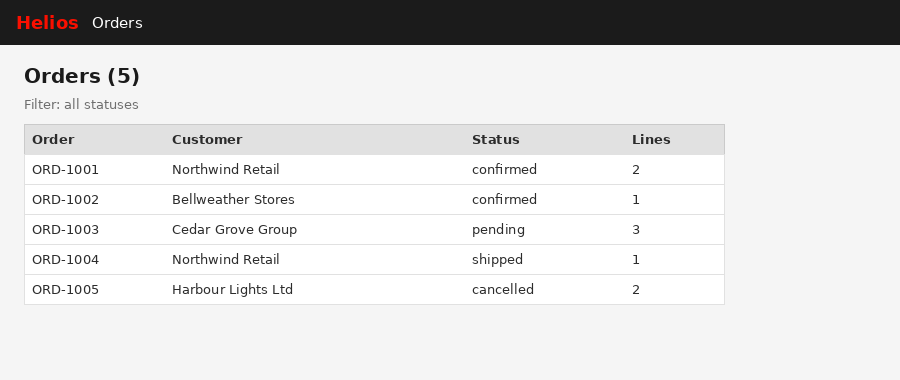 Helios Orders
Orders (5)
Filter: all statuses
Order Customer Status Lines
ORD-1001 Northwind Retail confirmed 2
ORD-1002 Bellweather Stores confirmed 1
ORD-1003 Cedar Grove Group pending 3
ORD-1004 Northwind Retail shipped 1
ORD-1005 Harbour Lights Ltd cancelled 2